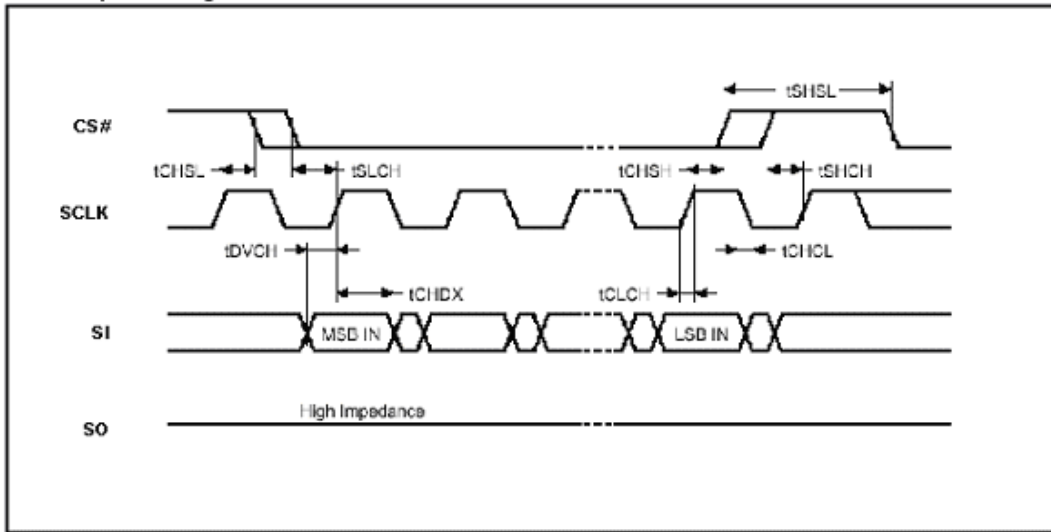 tSHSL
CS#
tCHSL
tSLCH
tCHSH
tSHCH
SCLK
tDVCH
tCHCL
tCHDX
tCLCH
SI
MSB IN
LSB IN
High Impedance
SO